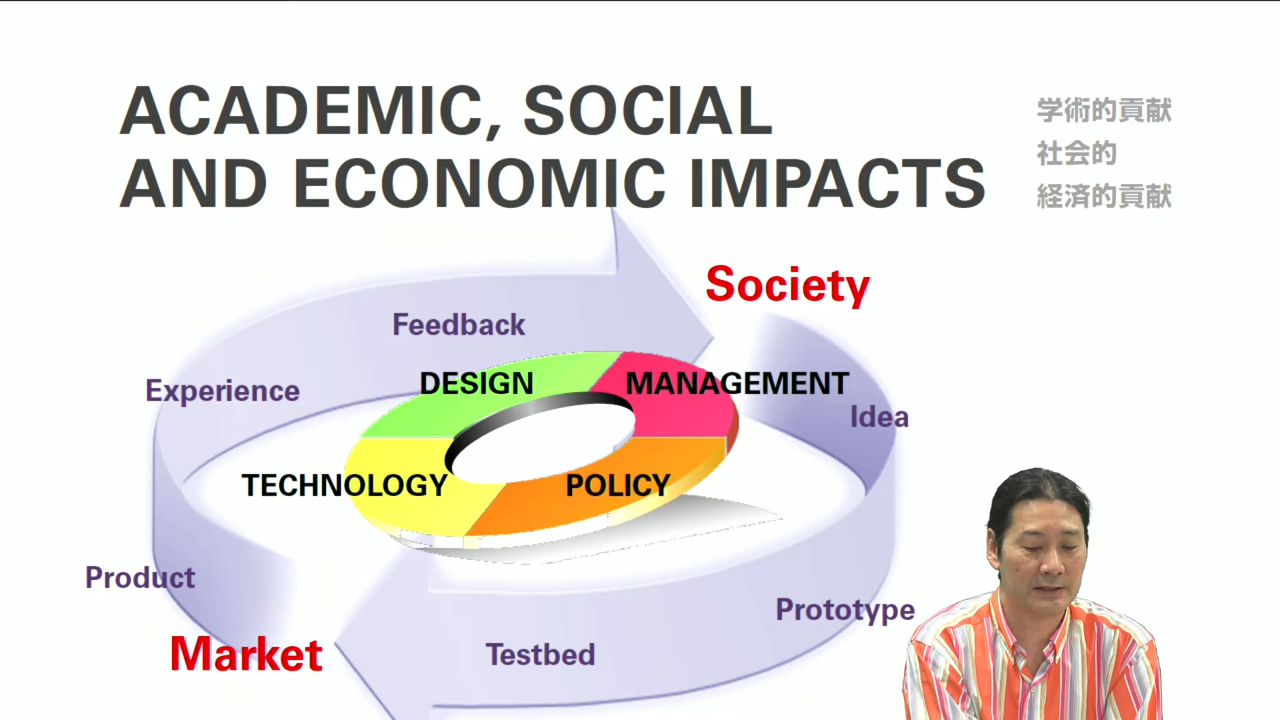 ACADEMIC, SOCIAL
AND ECONOMIC IMPACTS
学術的貢献
社会的
経済的貢献
Society
Feedback
DESIGN
MANAGEMENT
Experience
Idea
TECHNOLOGY
POLICY
Product
Prototype
Market
Testbed